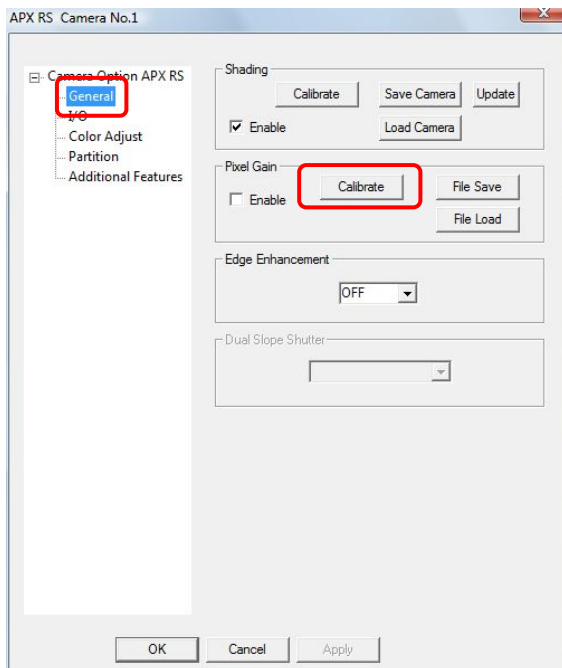 APX RS Camera No.1
Camera Option APX RS
General
I/O
Color Adjust
Partition
Additional Features
Shading
Calibrate
Save Camera
Update
Enable
Load Camera
Pixel Gain
Calibrate
File Save
Enable
File Load
Edge Enhancement
OFF
Dual Slope Shutter
OK
Cancel
Apply